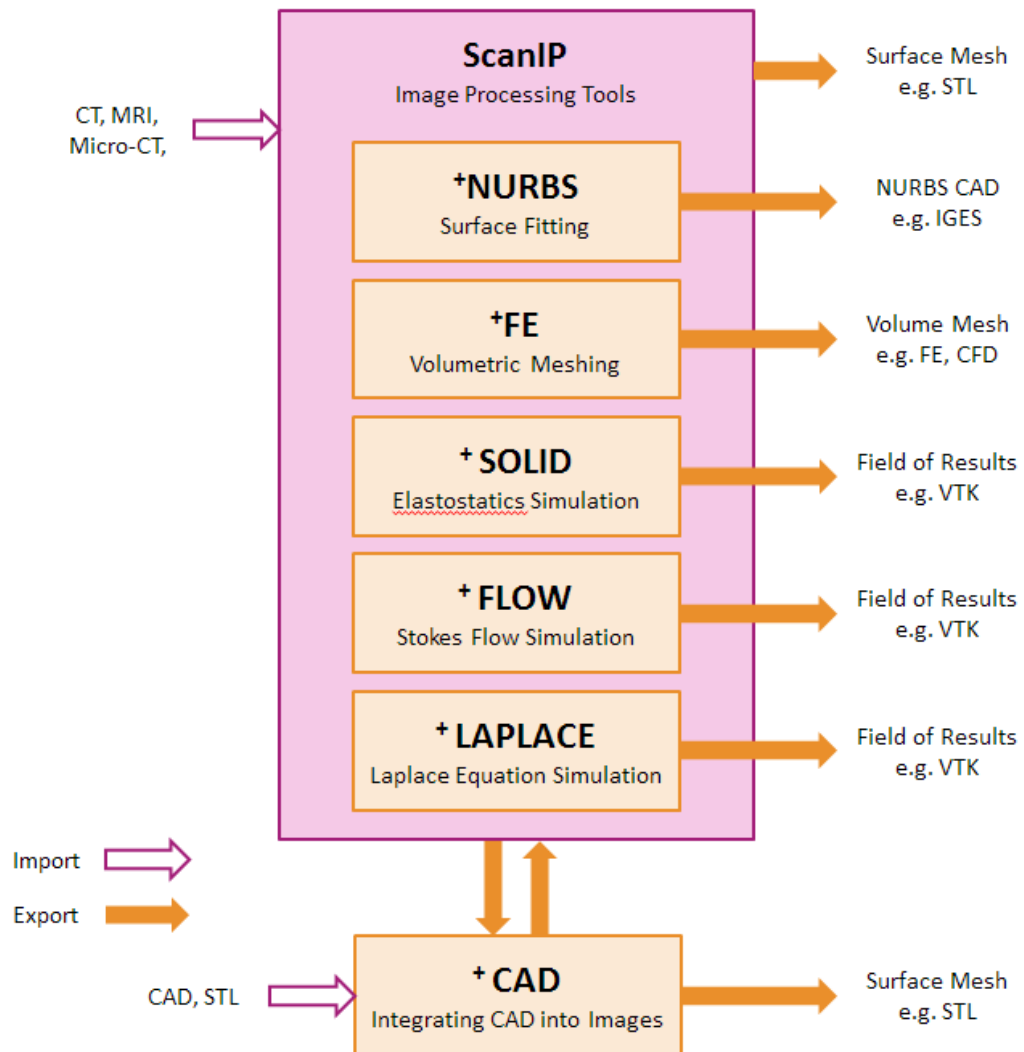 ScanIP
Image Processing Tools
Surface Mesh
e.g. STL
CT, MRI,
Micro-CT,
+NURBS
Surface Fitting
NURBS CAD
e.g. IGES
+FE
Volumetric Meshing
Volume Mesh
e.g. FE, CFD
+ SOLID
Elastostatics Simulation
Field of Results
e.g. VTK
+ FLOW
Stokes Flow Simulation
Field of Results
e.g. VTK
+ LAPLACE
Laplace Equation Simulation
Field of Results
e.g. VTK
Import
Export
CAD, STL
+ CAD
Integrating CAD into Images
Surface Mesh
e.g. STL